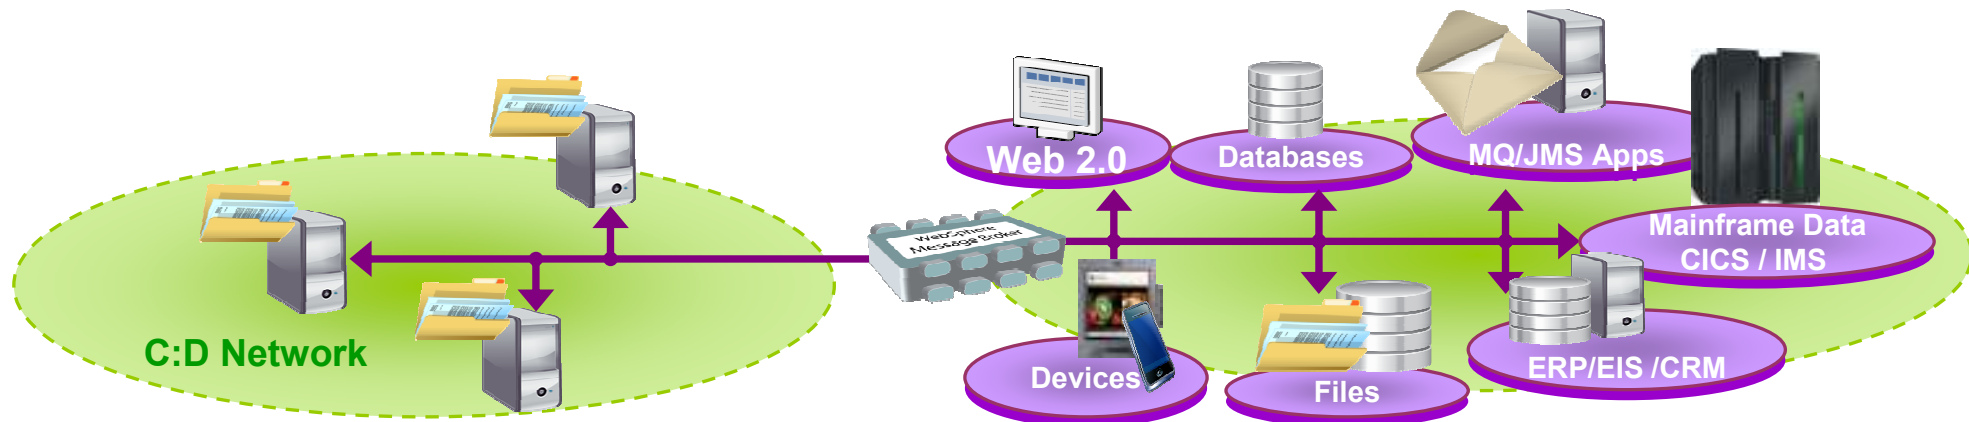 Web 2.0
Databases
MQ/JMS Apps
WebSphere
Message Broker
Mainframe Data
CICS / IMS
C:D Network
Devices
Files
ERP/EIS /CRM